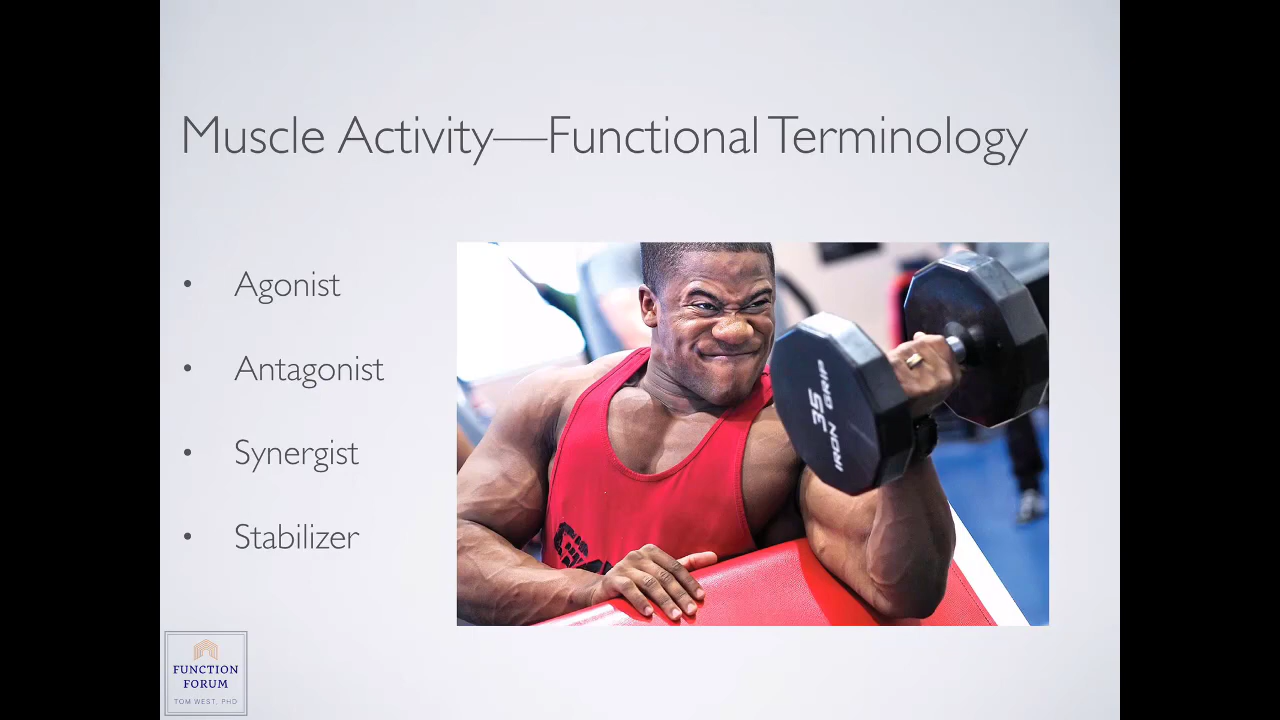 Muscle Activity—Functional Terminology
• Agonist
• Antagonist
• Synergist
• Stabilizer
35
IRON GRIP
FUNCTION
FORUM
TOM WEST, PHD